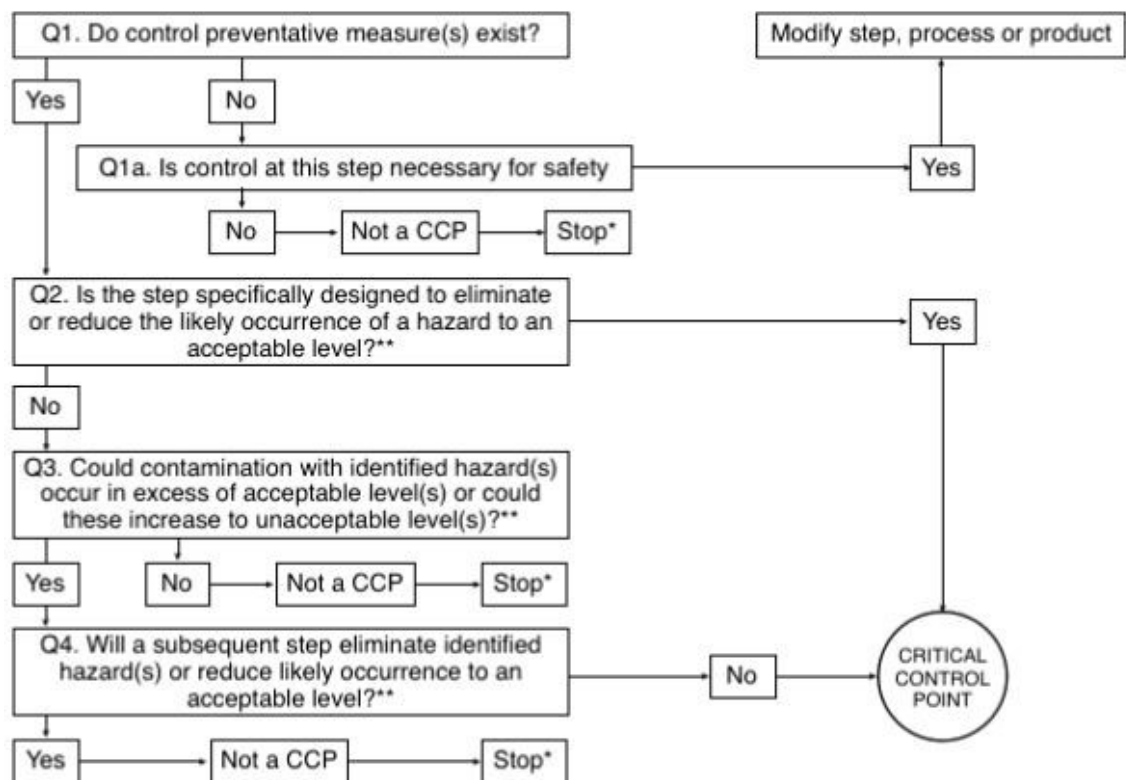 Q1. Do control preventative measure(s) exist?
Modify step, process or product
Yes
No
Q1a. Is control at this step necessary for safety
Yes
No
Not a CCP
Stop*
Q2. Is the step specifically designed to eliminate
or reduce the likely occurrence of a hazard to an
acceptable level?**
Yes
No
Q3. Could contamination with identified hazard(s)
occur in excess of acceptable level(s) or could
these increase to unacceptable level(s)?**
Yes
No
Not a CCP
Stop*
Q4. Will a subsequent step eliminate identified
hazard(s) or reduce likely occurrence to an
acceptable level?**
No
CRITICAL
CONTROL
POINT
Yes
Not a CCP
Stop*